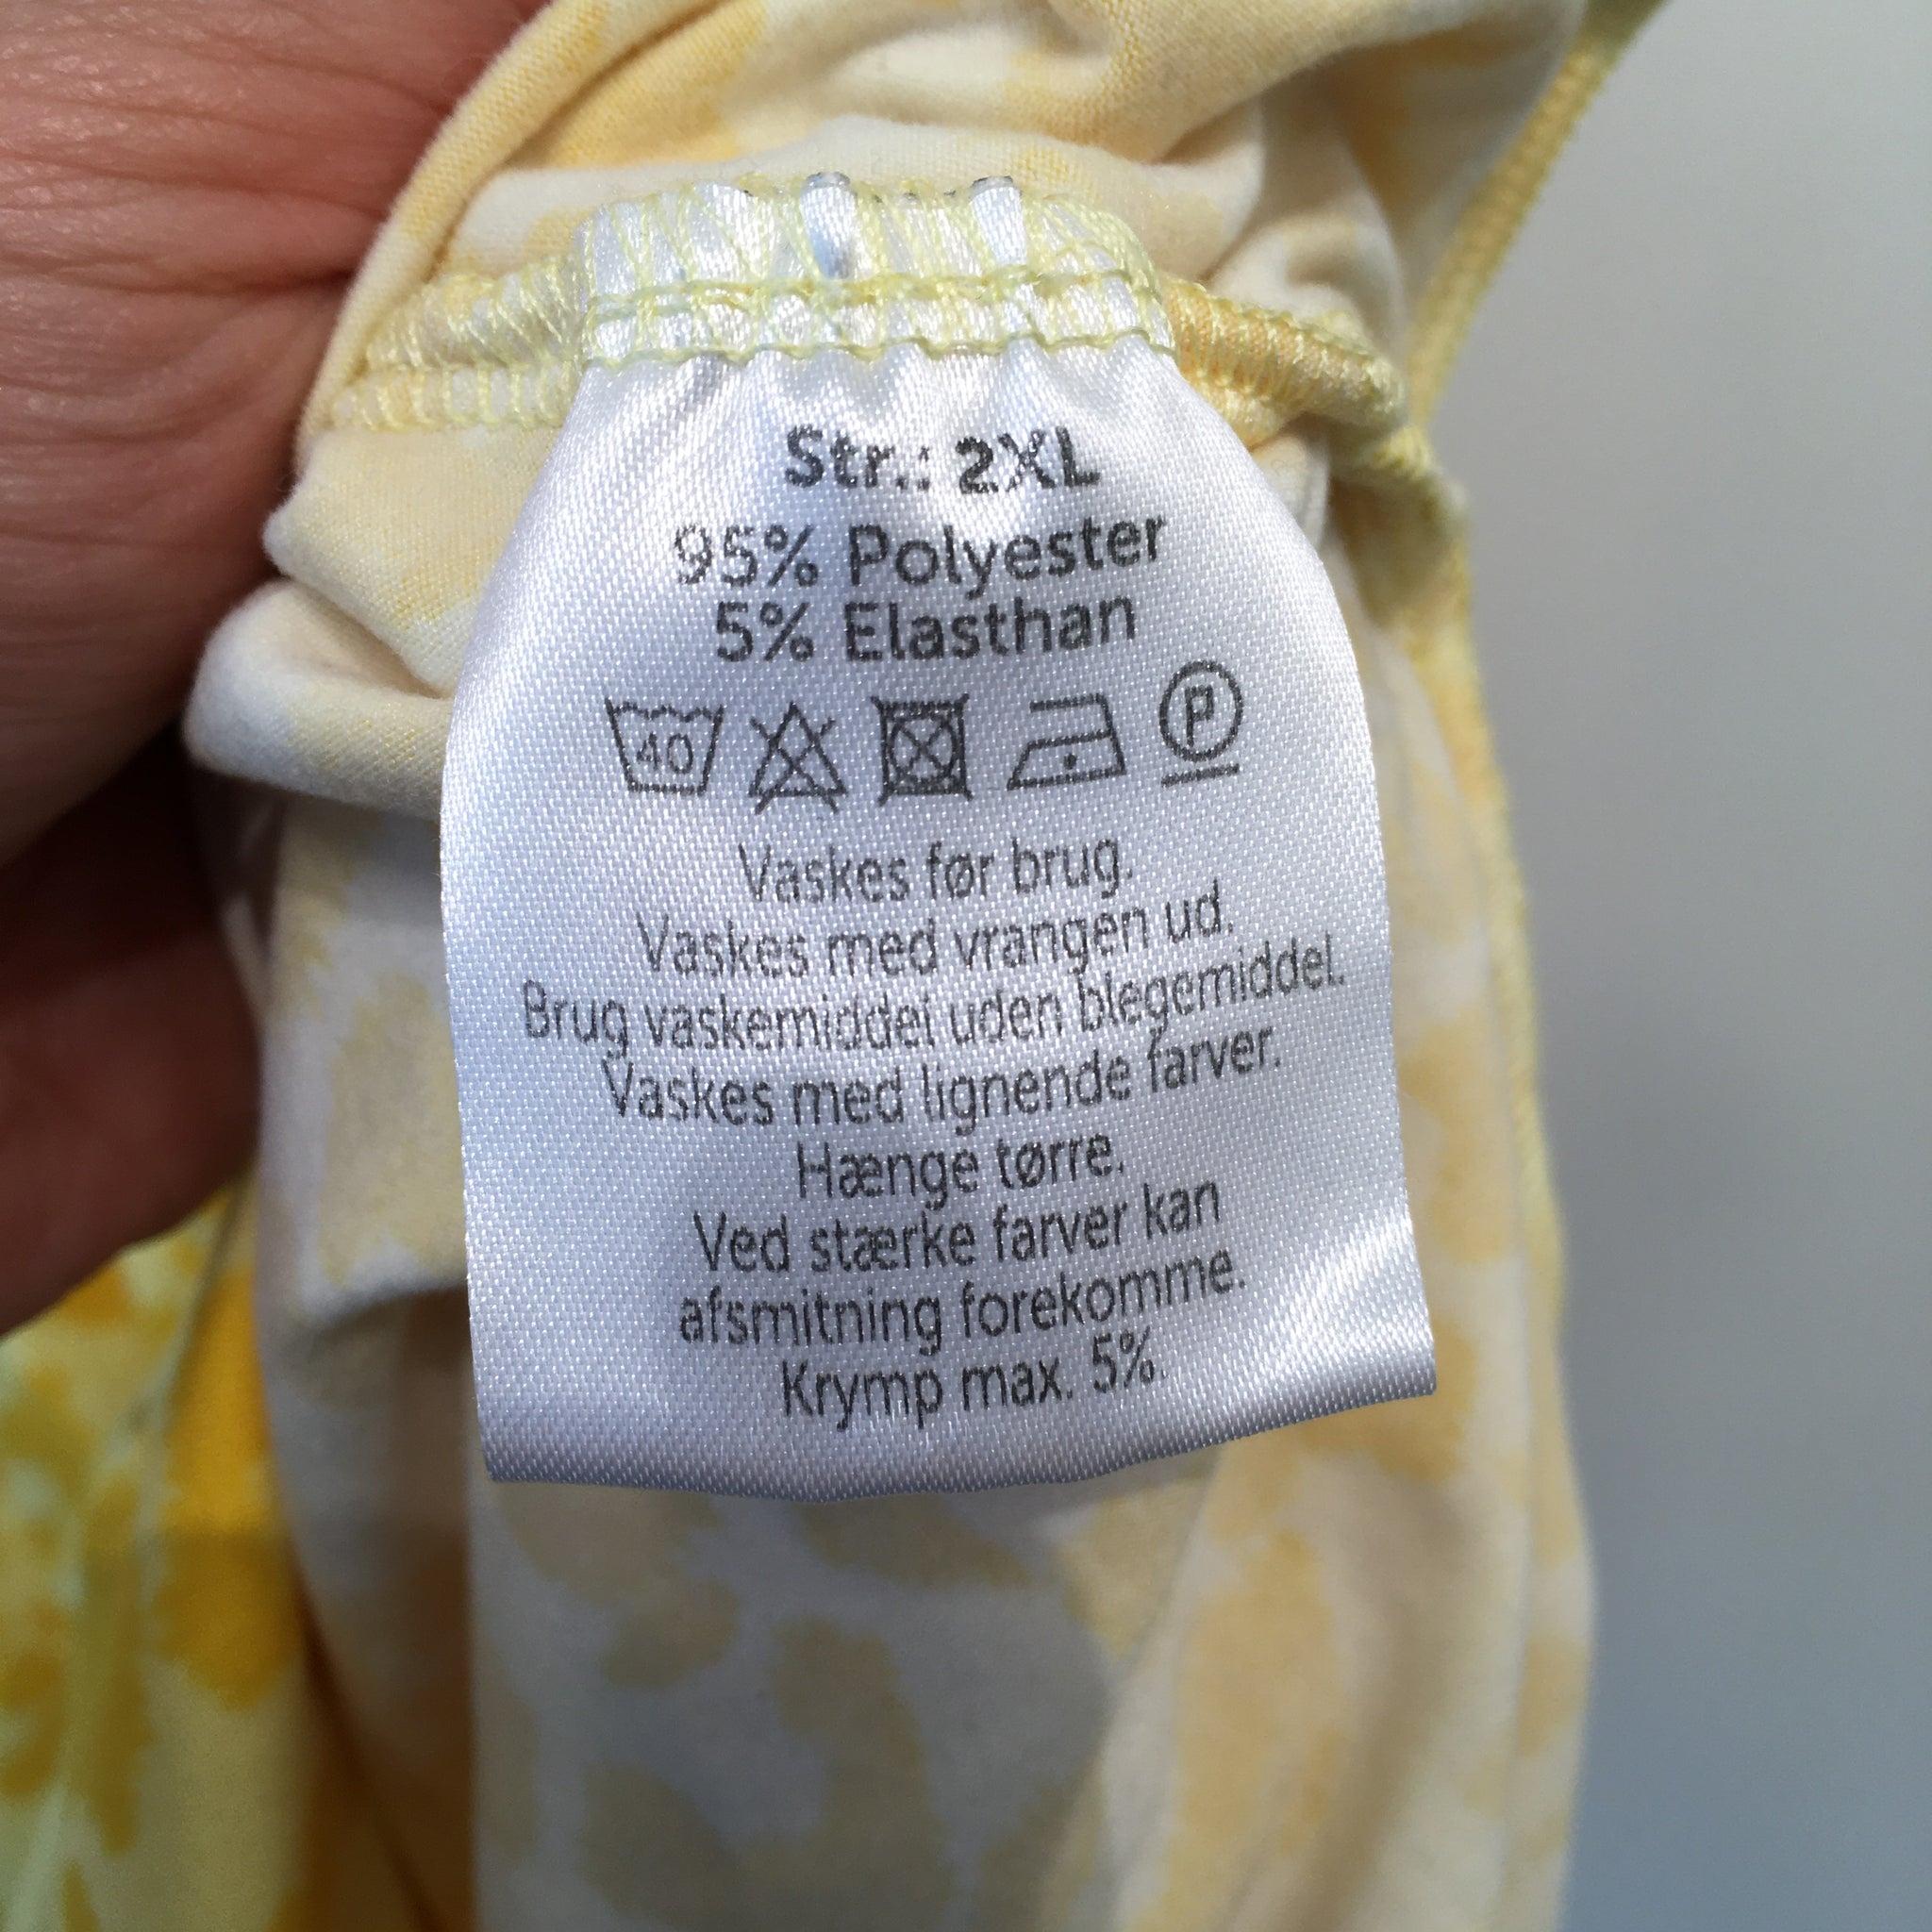 Str.: 2XL
95% Polyester
5% Elasthan
40
P
Vaskes før brug.
Vaskes med vrangen ud.
Brug vaskemiddel uden blegemiddel.
Vaskes med lignende farver.
Hænge tørre.
Ved stærke farver kan
afsmitning forekomme.
Krymp max. 5%.